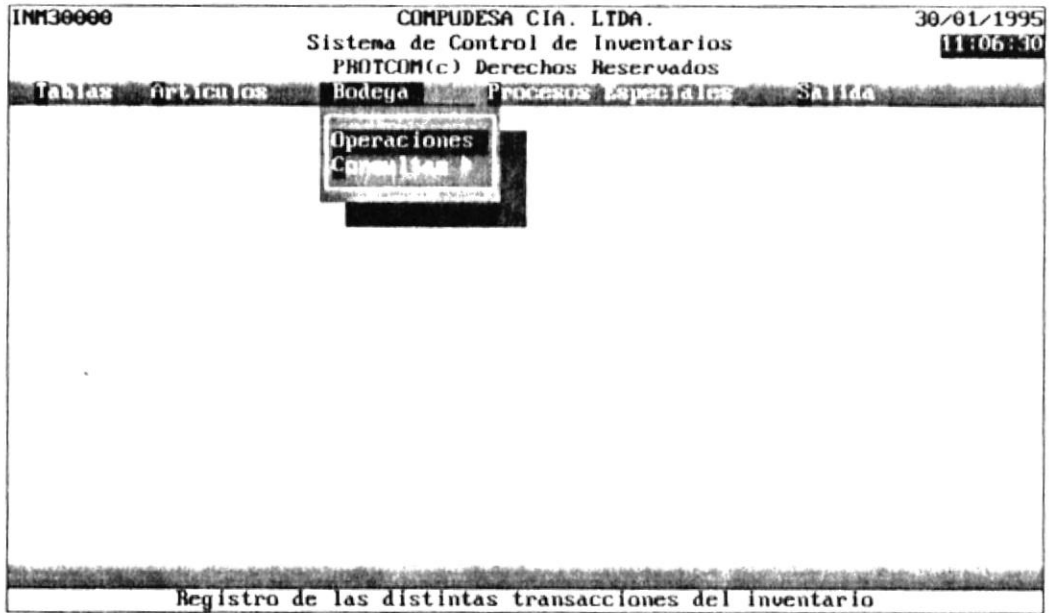 INM30000 COMPUDESA CIA. LTDA. 30/01/1995
Sistema de Control de Inventarios 11:06:30
PROTCOM(c) Derechos Reservados
Tablas Articulos Bodega Procesos Especiales Salida
Operaciones
Consultas
Registro de las distintas transacciones del inventario